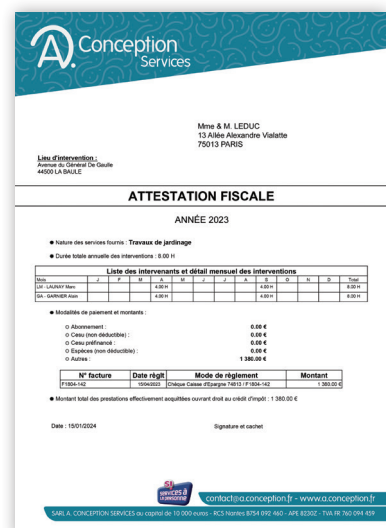 A. Conception
Services
Mme & M. LEDUC
13 Allée Alexandre Vialatte
75013 PARIS
Lieu d'intervention :
Avenue du Général De Gaulle
44500 LA BAULE
ATTESTATION FISCALE
ANNÉE 2023
● Nature des services fournis : Travaux de jardinage
● Durée totale annuelle des interventions : 8.00 H
Liste des intervenants et détail mensuel des interventions
Mois J F M A M J J A S O N D Total
LM - LAUNAY Marc 4.00 H 4.00 H 8.00 H
GA - GARNIER Alain 4.00 H 4.00 H 8.00 H
● Modalités de paiement et montants :
o Abonnement : 0.00 €
o Cesu (non déductible) : 0.00 €
o Cesu préfinancé : 0.00 €
o Espèces (non déductible) : 0.00 €
o Autres : 1 380.00 €
N° facture Date règlt Mode de règlement Montant
F1804-142 15/04/2023 Chèque Caisse d'Epargne 74813 / F1804-142 1 380.00 €
● Montant total des prestations effectivement acquittées ouvrant droit au crédit d'impôt : 1 380.00 €
Date : 15/01/2024 Signature et cachet
services à
la personne
contact@a.conception.fr - www.a.conception.fr
SARL A. CONCEPTION SERVICES au capital de 10 000 euros - RCS Nantes B754 092 460 - APE 8230Z - TVA FR 760 094 459